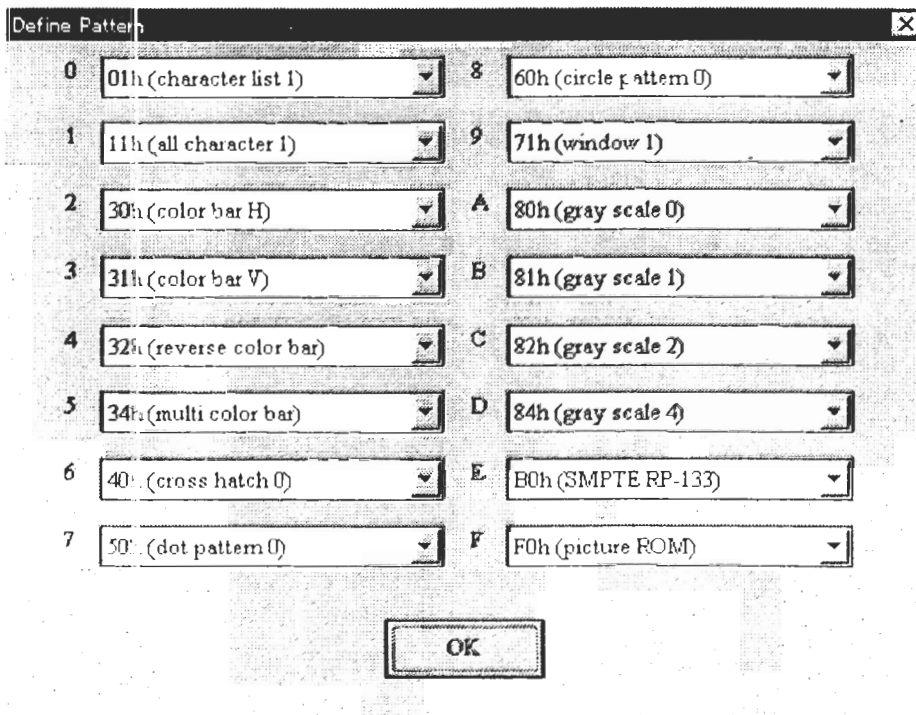 Define Pattern
0 01h (character list 1) 8 60h (circle pattern 0)
1 11h (all character 1) 9 71h (window 1)
2 30h (color bar H) A 80h (gray scale 0)
3 31h (color bar V) B 81h (gray scale 1)
4 32h (reverse color bar) C 82h (gray scale 2)
5 34h (multi color bar) D 84h (gray scale 4)
6 40h (cross hatch 0) E B0h (SMPTE RP-133)
7 50h (dot pattern 0) F F0h (picture ROM)
OK